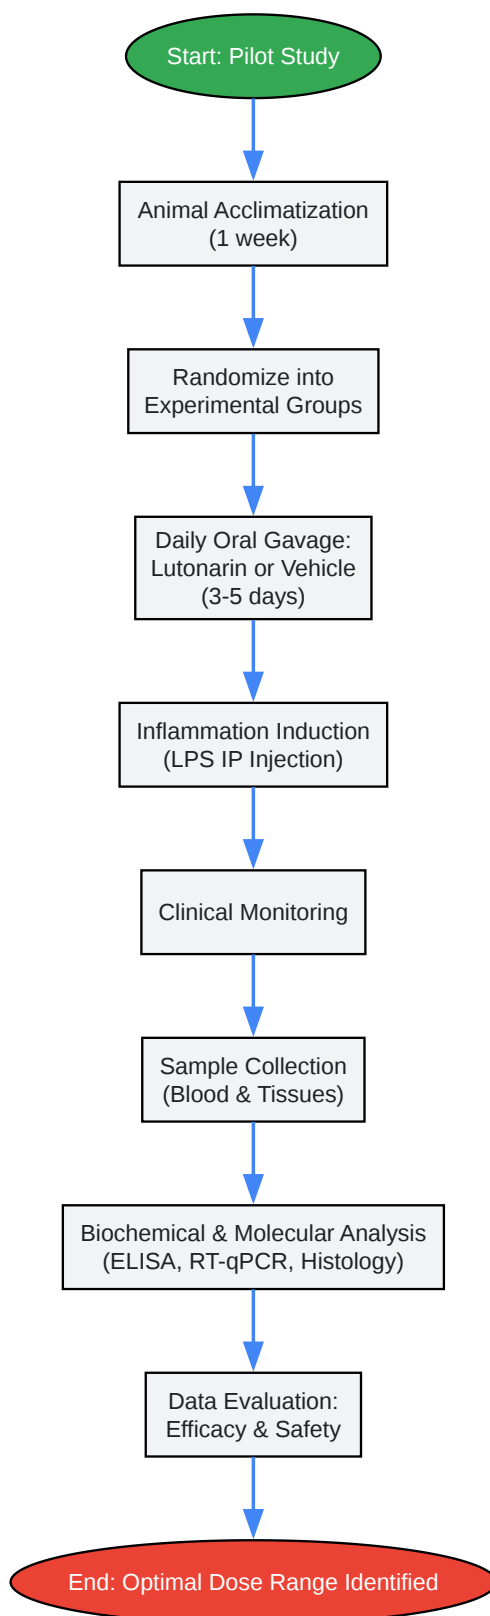 Start: Pilot Study
Animal Acclimatization
(1 week)
Randomize into
Experimental Groups
Daily Oral Gavage:
Lutonarin or Vehicle
(3-5 days)
Inflammation Induction
(LPS IP Injection)
Clinical Monitoring
Sample Collection
(Blood & Tissues)
Biochemical & Molecular Analysis
(ELISA, RT-qPCR, Histology)
Data Evaluation:
Efficacy & Safety
End: Optimal Dose Range Identified